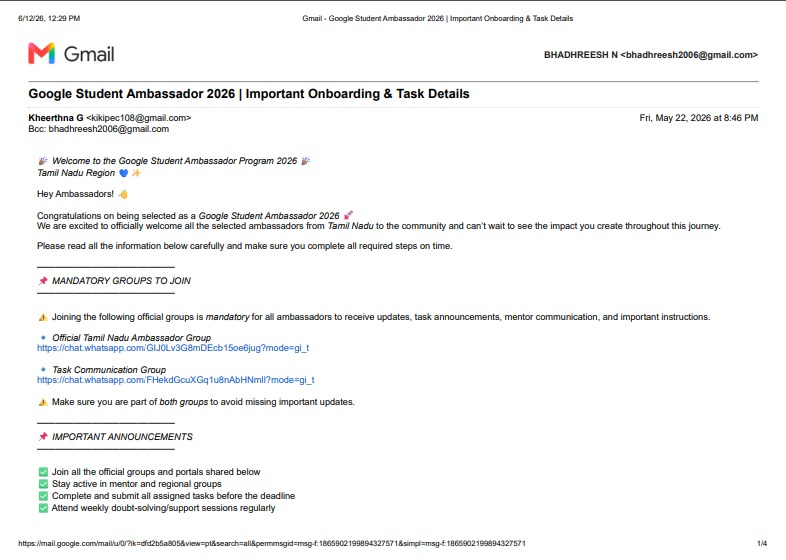 6/12/26, 12:29 PM
Gmail - Google Student Ambassador 2026 | Important Onboarding & Task Details
Gmail
BHADHREESH N <bhadhreesh2006@gmail.com>
Google Student Ambassador 2026 | Important Onboarding & Task Details
Kheerthna G <kikipec108@gmail.com>
Fri, May 22, 2026 at 8:46 PM
Bcc: bhadhreesh2006@gmail.com
🎉 Welcome to the Google Student Ambassador Program 2026 🎉
Tamil Nadu Region 💙 ✨
Hey Ambassadors! 👋
Congratulations on being selected as a Google Student Ambassador 2026 🚀
We are excited to officially welcome all the selected ambassadors from Tamil Nadu to the community and can't wait to see the impact you create throughout this journey.
Please read all the information below carefully and make sure you complete all required steps on time.
📌 MANDATORY GROUPS TO JOIN
⚠️ Joining the following official groups is mandatory for all ambassadors to receive updates, task announcements, mentor communication, and important instructions.
🔹 Official Tamil Nadu Ambassador Group
https://chat.whatsapp.com/GIJ0Lv3G8mDEcb15oe6jug?mode=gi_t
🔹 Task Communication Group
https://chat.whatsapp.com/FHekdGcuXGq1u8nAbHNmIl?mode=gi_t
⚠️ Make sure you are part of both groups to avoid missing important updates.
📌 IMPORTANT ANNOUNCEMENTS
✅ Join all the official groups and portals shared below
✅ Stay active in mentor and regional groups
✅ Complete and submit all assigned tasks before the deadline
✅ Attend weekly doubt-solving/support sessions regularly
https://mail.google.com/mail/u/0/?ik=dfd2b5a805&view=pt&search=all&permmsgid=msg-f:1865902199894327571&simpl=msg-f:1865902199894327571
1/4